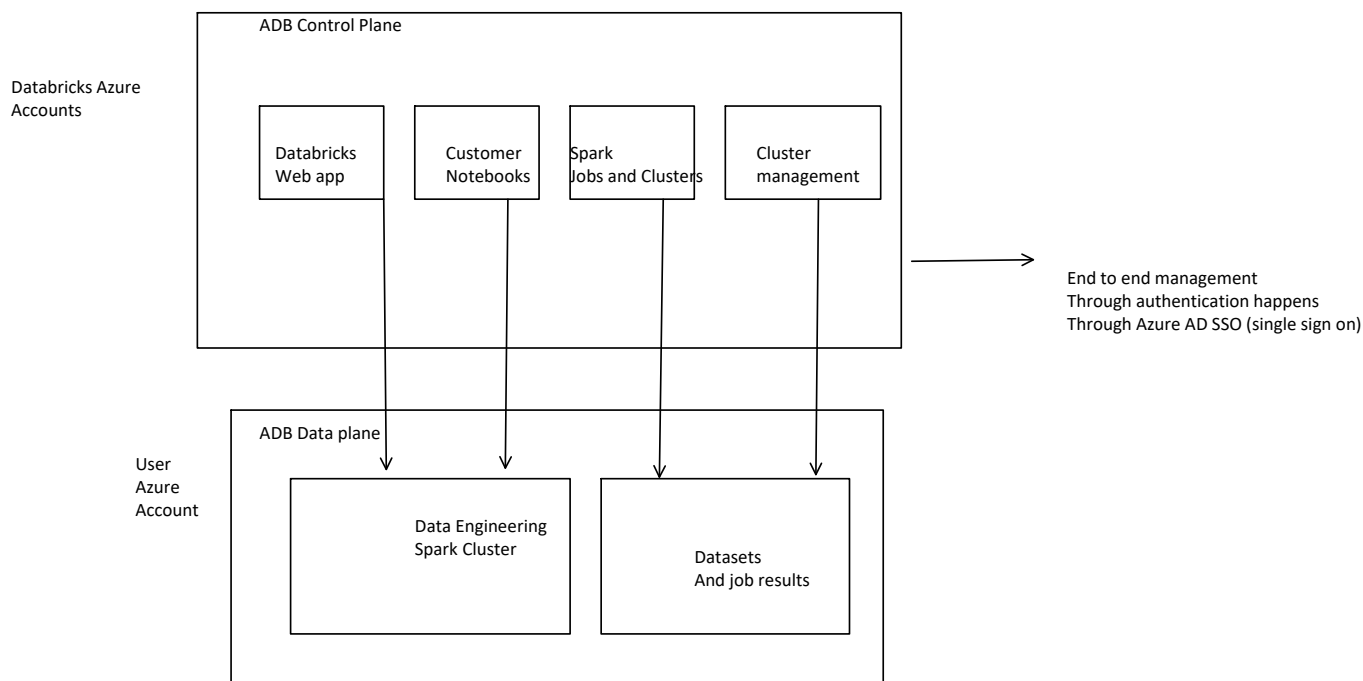 ADB Control Plane
Databricks Azure
Accounts
Databricks
Web app
Customer
Notebooks
Spark
Jobs and Clusters
Cluster
management
End to end management
Through authentication happens
Through Azure AD SSO (single sign on)
ADB Data plane
User
Azure
Account
Data Engineering
Spark Cluster
Datasets
And job results